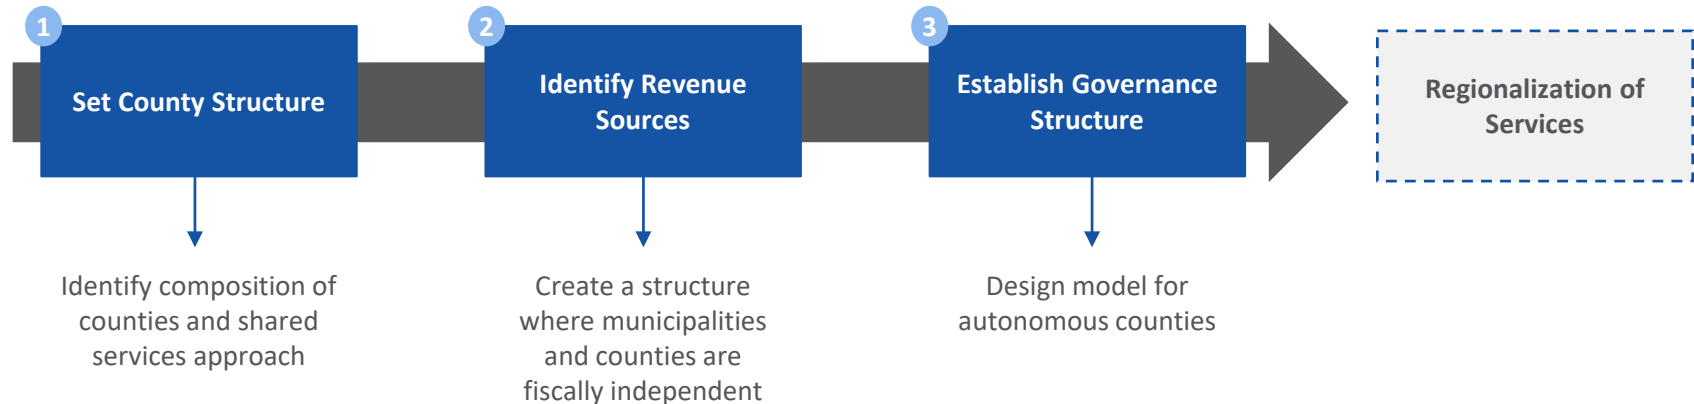 1
Set County Structure
2
Identify Revenue
Sources
3
Establish Governance
Structure
Regionalization of
Services
Identify composition of
counties and shared
services approach
Create a structure
where municipalities
and counties are
fiscally independent
Design model for
autonomous counties